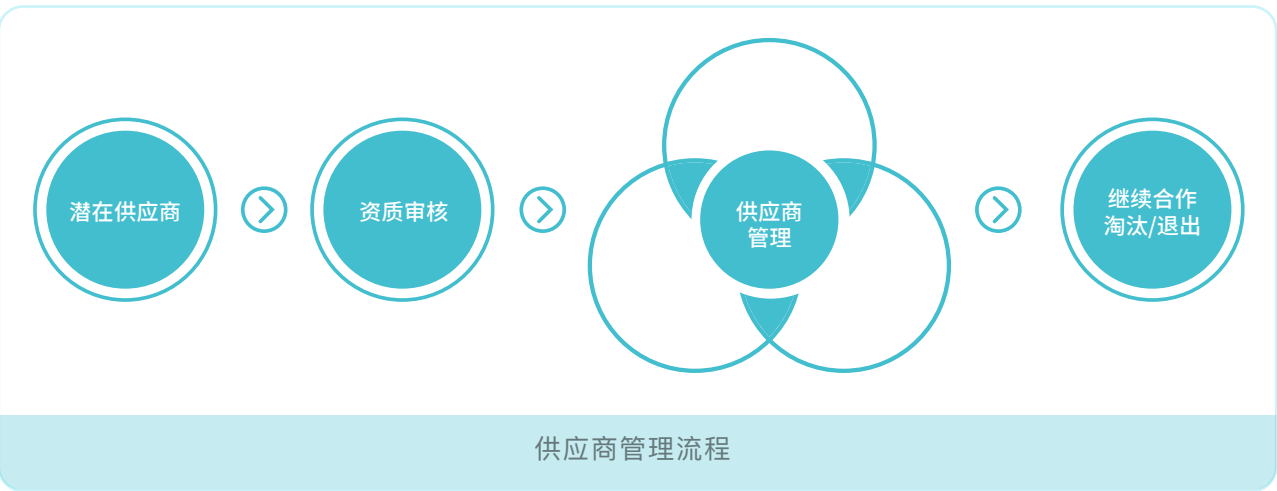 潜在供应商
资质审核
供应商
管理
继续合作
淘汰/退出
供应商管理流程